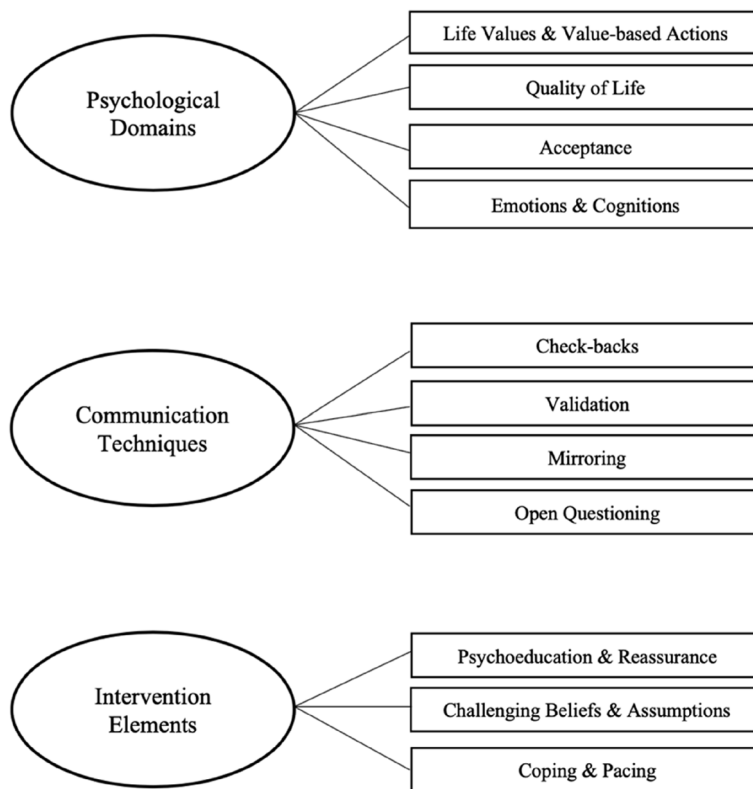 Psychological
Domains
Life Values & Value-based Actions
Quality of Life
Acceptance
Emotions & Cognitions
Communication
Techniques
Check-backs
Validation
Mirroring
Open Questioning
Intervention
Elements
Psychoeducation & Reassurance
Challenging Beliefs & Assumptions
Coping & Pacing